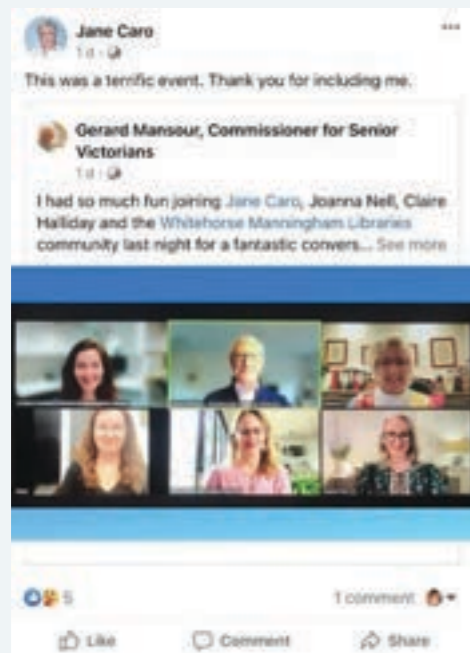 Jane Caro
1 d
This was a terrific event. Thank you for including me.
Gerard Mansour, Commissioner for Senior
Victorians
1 d
I had so much fun joining Jane Caro, Joanna Nell, Claire
Halliday and the Whitehorse Manningham Libraries
community last night for a fantastic convers... See more
5
1 comment
Like
Comment
Share